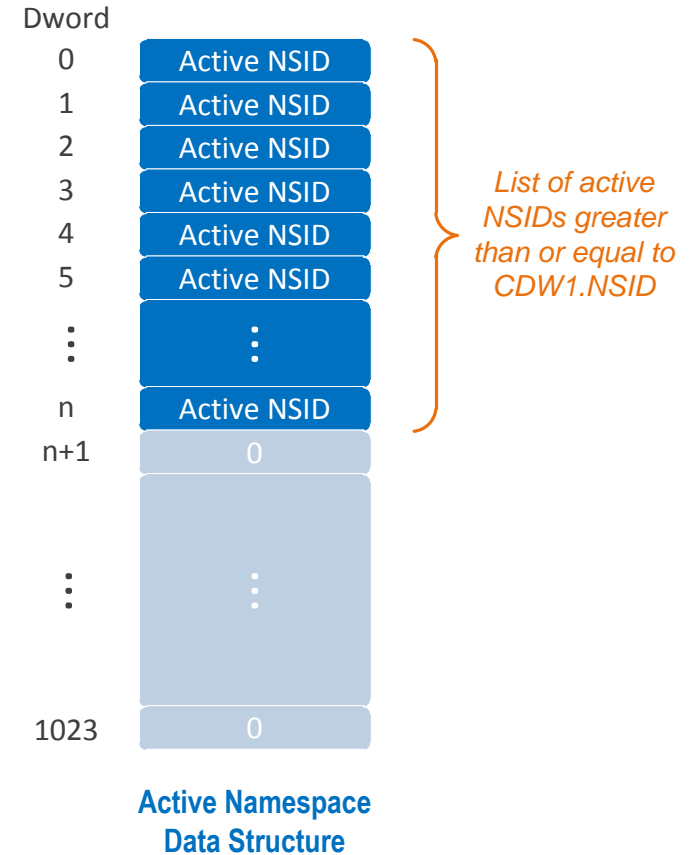 Dword
0 Active NSID
1 Active NSID
2 Active NSID
3 Active NSID
4 Active NSID
5 Active NSID
⋮ ⋮
n Active NSID
n+1 0
⋮ ⋮
1023 0
List of active
NSIDs greater
than or equal to
CDW1.NSID
Active Namespace
Data Structure